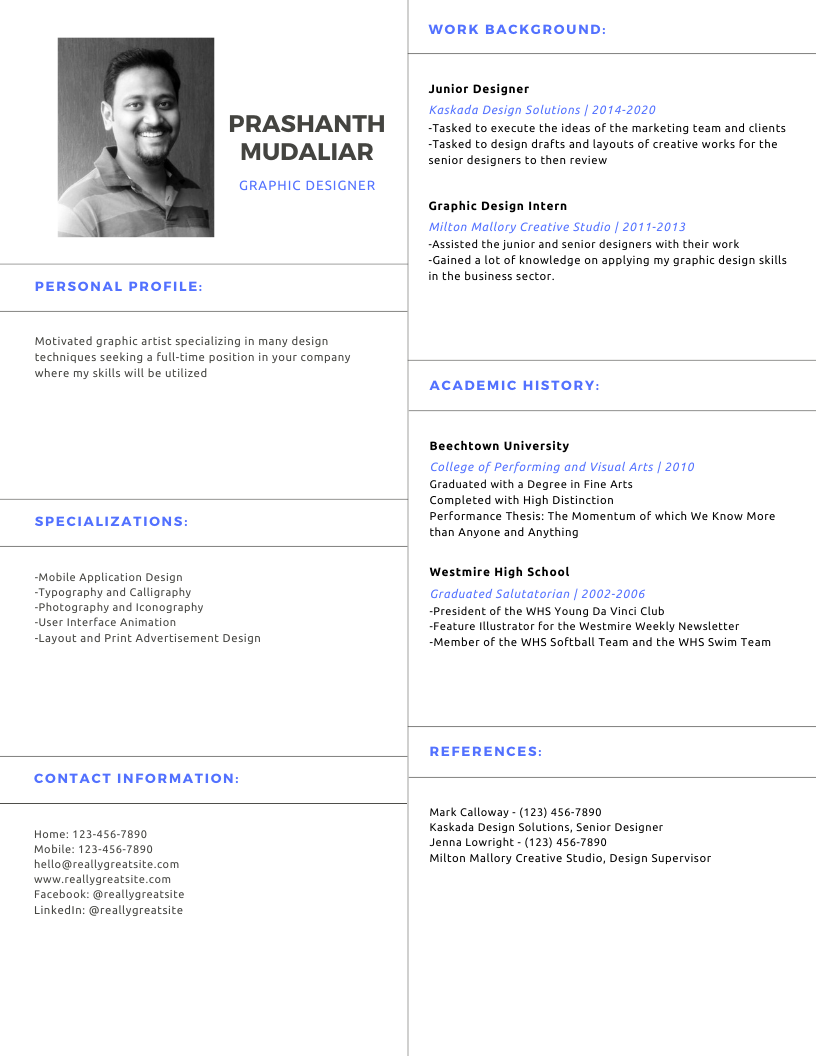 PRASHANTH
MUDALIAR
GRAPHIC DESIGNER
PERSONAL PROFILE:
Motivated graphic artist specializing in many design
techniques seeking a full-time position in your company
where my skills will be utilized
SPECIALIZATIONS:
-Mobile Application Design
-Typography and Calligraphy
-Photography and Iconography
-User Interface Animation
-Layout and Print Advertisement Design
CONTACT INFORMATION:
Home: 123-456-7890
Mobile: 123-456-7890
hello@reallygreatsite.com
www.reallygreatsite.com
Facebook: @reallygreatsite
LinkedIn: @reallygreatsite
WORK BACKGROUND:
Junior Designer
Kaskada Design Solutions | 2014-2020
-Tasked to execute the ideas of the marketing team and clients
-Tasked to design drafts and layouts of creative works for the
senior designers to then review
Graphic Design Intern
Milton Mallory Creative Studio | 2011-2013
-Assisted the junior and senior designers with their work
-Gained a lot of knowledge on applying my graphic design skills
in the business sector.
ACADEMIC HISTORY:
Beechtown University
College of Performing and Visual Arts | 2010
Graduated with a Degree in Fine Arts
Completed with High Distinction
Performance Thesis: The Momentum of which We Know More
than Anyone and Anything
Westmire High School
Graduated Salutatorian | 2002-2006
-President of the WHS Young Da Vinci Club
-Feature Illustrator for the Westmire Weekly Newsletter
-Member of the WHS Softball Team and the WHS Swim Team
REFERENCES:
Mark Calloway - (123) 456-7890
Kaskada Design Solutions, Senior Designer
Jenna Lowright - (123) 456-7890
Milton Mallory Creative Studio, Design Supervisor